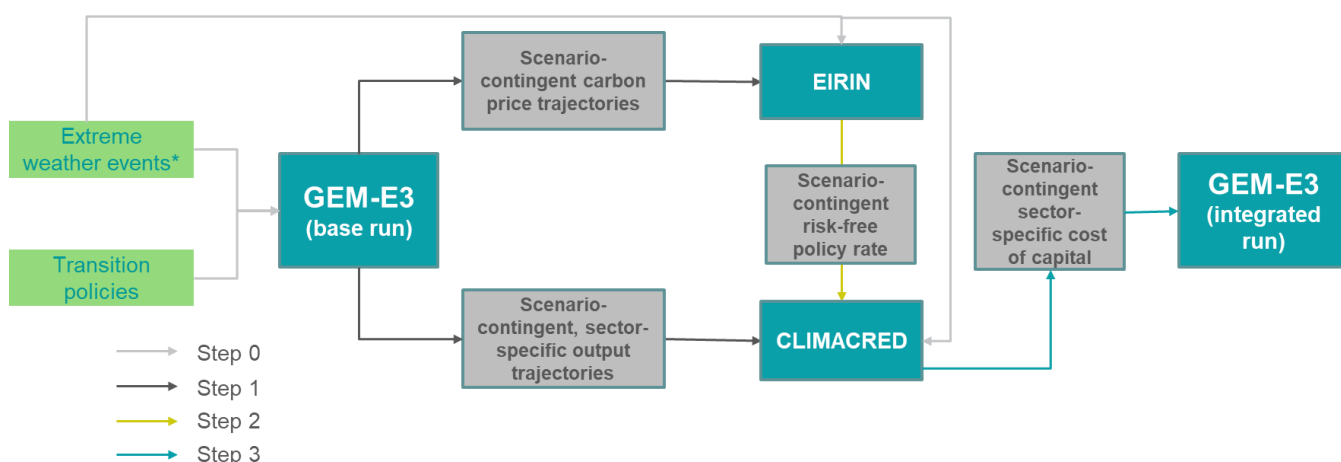 Extreme
weather events*
Transition
policies
GEM-E3
(base run)
Scenario-
contingent carbon
price trajectories
Scenario-
contingent, sector-
specific output
trajectories
EIRIN
Scenario-
contingent
risk-free
policy rate
CLIMACRED
Scenario-
contingent
sector-
specific cost
of capital
GEM-E3
(integrated
run)
Step 0
Step 1
Step 2
Step 3